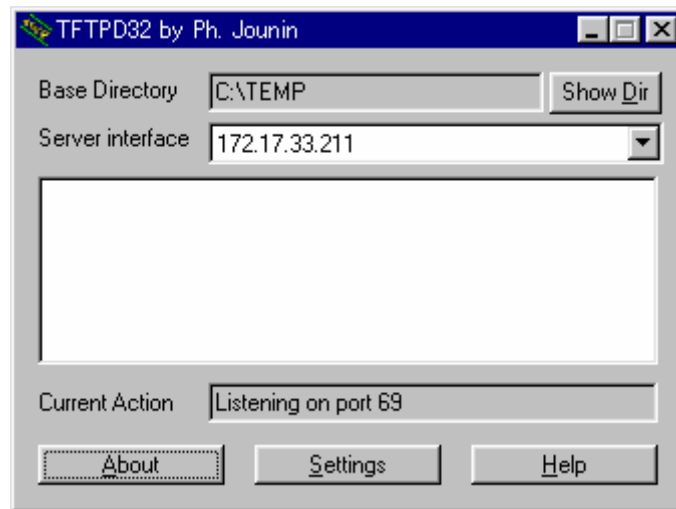 TFTPD32 by Ph. Jounin
Base Directory C:\TEMP Show Dir
Server interface 172.17.33.211
Current Action Listening on port 69
About Settings Help